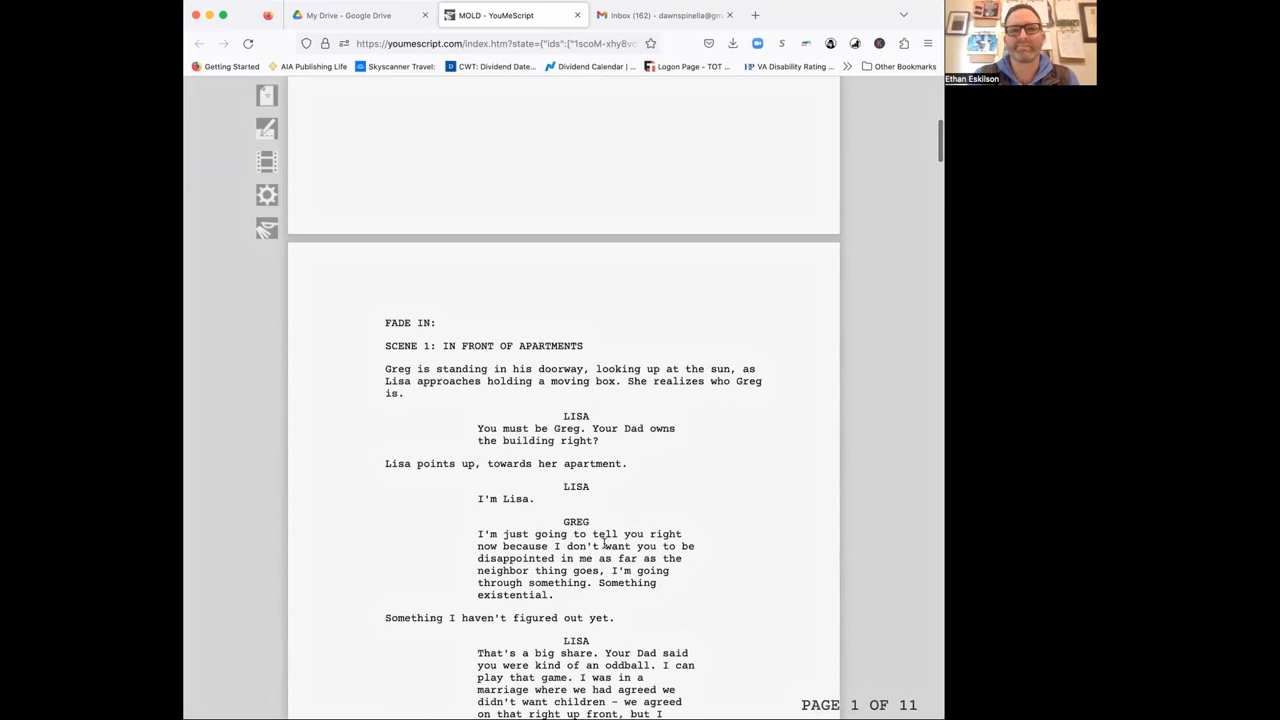 My Drive - Google Drive
MOLD - YouMeScript
Inbox (162) - dawnspinella@gm
https://youmescript.com/index.htm?state={"ids":["1scoM-xhy8v
Getting Started
AIA Publishing Life
Skyscanner Travel:
CWT: Dividend Date...
Dividend Calendar | ...
Logon Page - TOT ...
VA Disability Rating ...
Other Bookmarks
Ethan Eskilson
FADE IN:
SCENE 1: IN FRONT OF APARTMENTS
Greg is standing in his doorway, looking up at the sun, as
Lisa approaches holding a moving box. She realizes who Greg
is.
LISA
You must be Greg. Your Dad owns
the building right?
Lisa points up, towards her apartment.
LISA
I'm Lisa.
GREG
I'm just going to tell you right
now because I don't want you to be
disappointed in me as far as the
neighbor thing goes, I'm going
through something. Something
existential.
Something I haven't figured out yet.
LISA
That's a big share. Your Dad said
you were kind of an oddball. I can
play that game. I was in a
marriage where we had agreed we
didn't want children - we agreed
on that right up front, but I
PAGE 1 OF 11